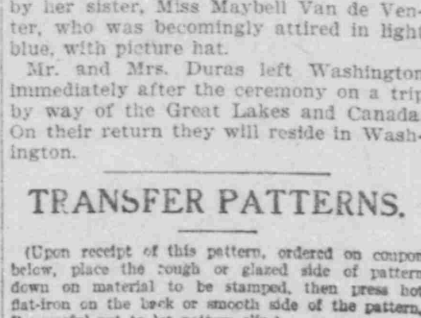 by her sister, Miss Maybell Van de Ven-
ter, who was becomingly attired in light
blue, with picture hat.
Mr. and Mrs. Duras left Washington
immediately after the ceremony on a trip
by way of the Great Lakes and Canada
On their return they will reside in Wash-
ington.
TRANSFER PATTERNS.
(Upon receipt of this pattern, ordered on coupon
below, place the rough or glazed side of pattern
down on material to be stamped, then press hot
flat-iron on the back or smooth side of the pattern.